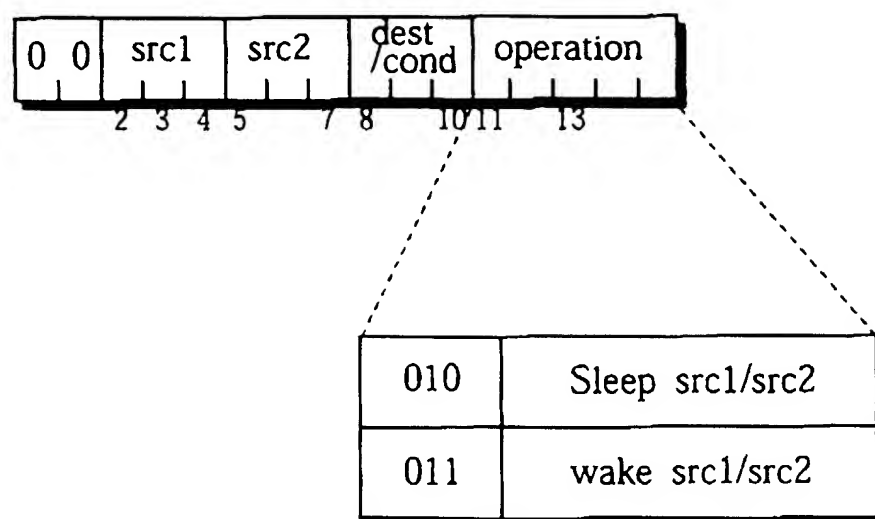 0 0 src1 src2 dest /cond operation
2 3 4 5 7 8 10 11 13
010 Sleep src1/src2
011 wake src1/src2